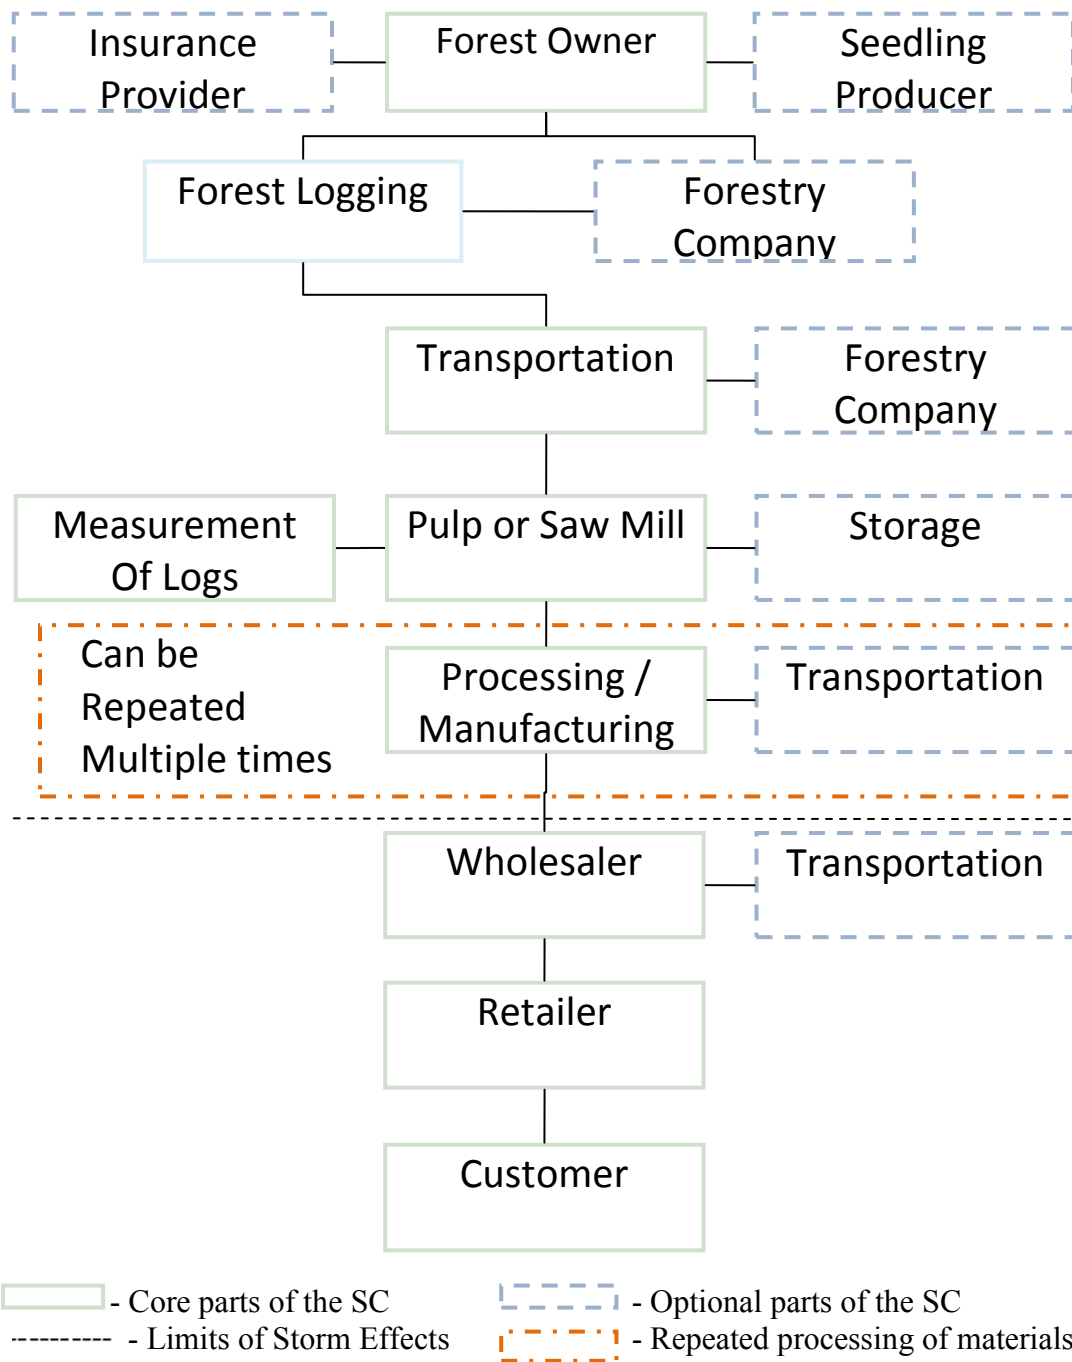 Insurance
Provider
Forest Owner
Seedling
Producer
Forest Logging
Forestry
Company
Transportation
Forestry
Company
Measurement
Of Logs
Pulp or Saw Mill
Storage
Can be
Repeated
Multiple times
Processing /
Manufacturing
Transportation
Wholesaler
Transportation
Retailer
Customer
- Core parts of the SC
- Optional parts of the SC
- Limits of Storm Effects
- Repeated processing of materials